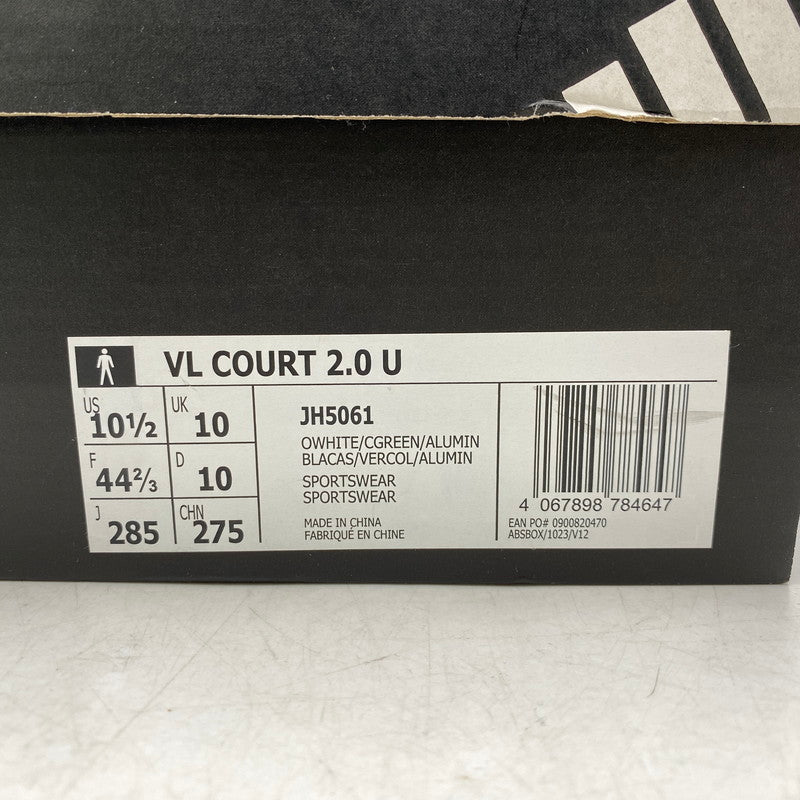 VL COURT 2.0 U
US 10½ UK 10
F 44⅔ D 10
J 285 CHN 275
JH5061
OWHITE/CGREEN/ALUMIN
BLACAS/VERCOL/ALUMIN
SPORTSWEAR
SPORTSWEAR
MADE IN CHINA
FABRIQUÉ EN CHINE
4 067898 784647
EAN PO# 0900820470
ABSBOX/1023/V12